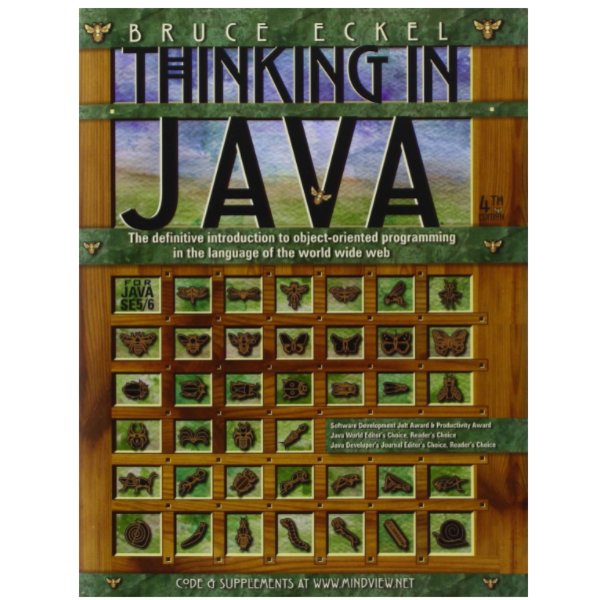 BRUCE ECKEL
THINKING IN
JAVA
4TH
EDITION
The definitive introduction to object-oriented programming
in the language of the world wide web
FOR
JAVA
SE5/6
Software Development Jolt Award & Productivity Award
Java World Editor's Choice, Reader's Choice
Java Developer's Journal Editor's Choice, Reader's Choice
CODE & SUPPLEMENTS AT WWW.MINDVIEW.NET